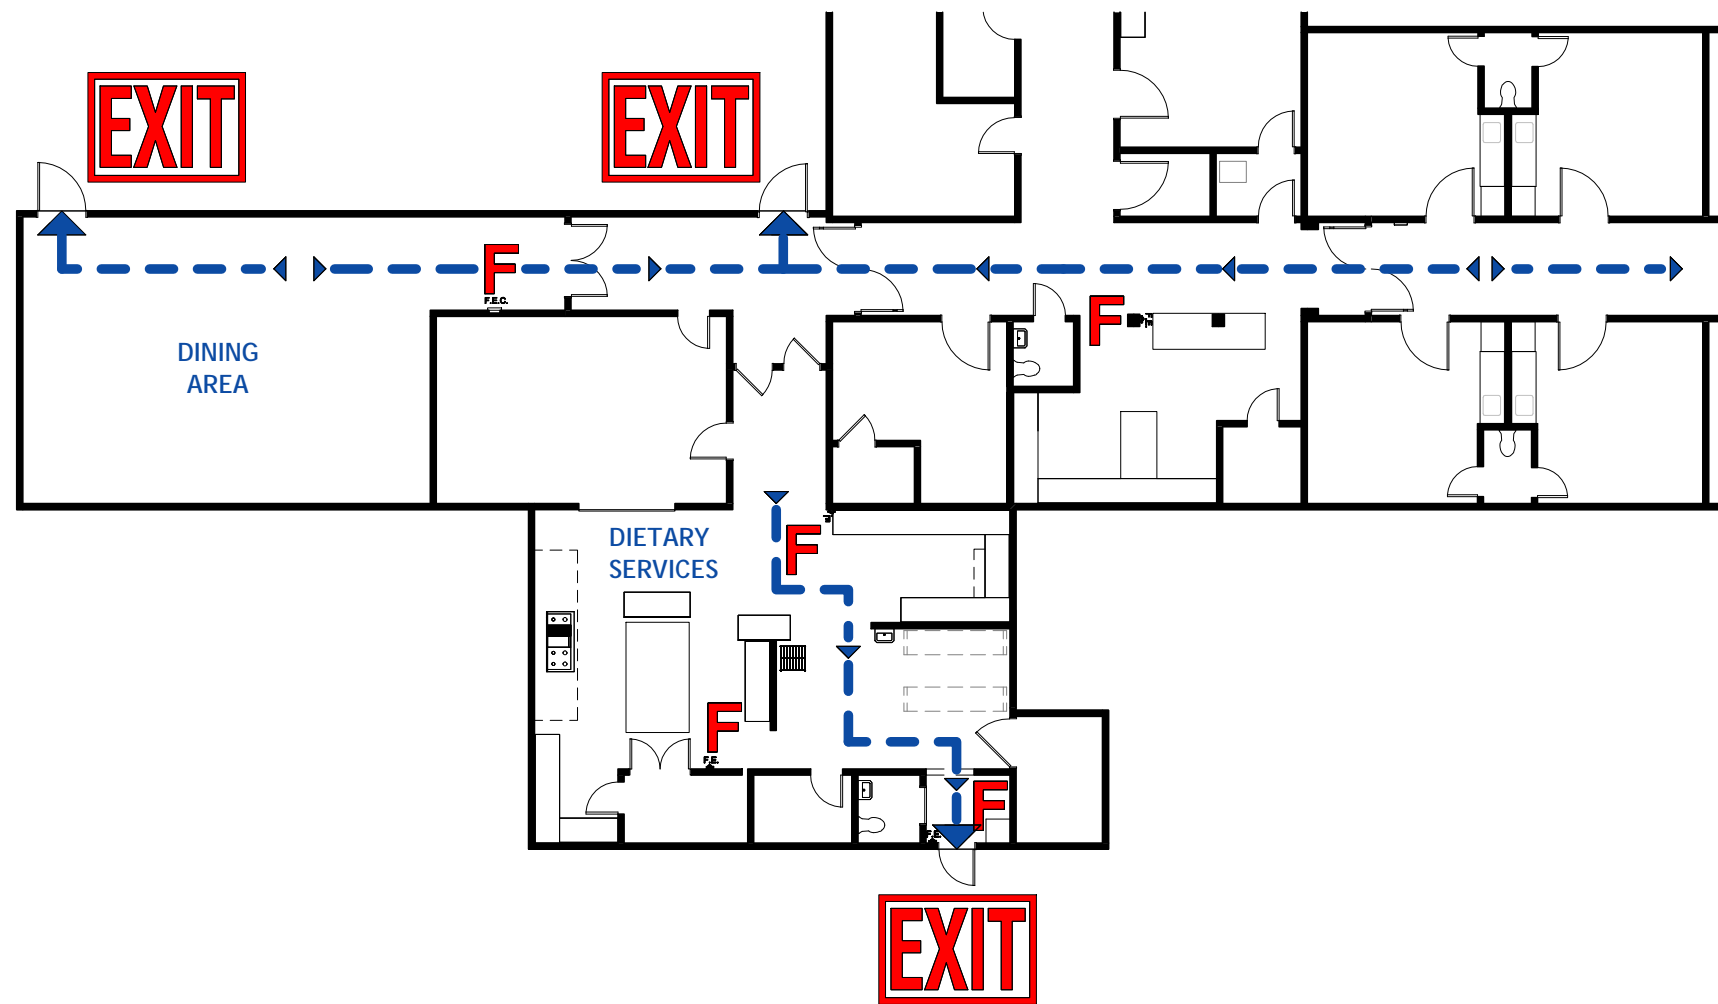 EXIT
EXIT
F
F.E.C.
F
DINING
AREA
DIETARY
SERVICES
F
F
F.E.
F
F.E.
EXIT